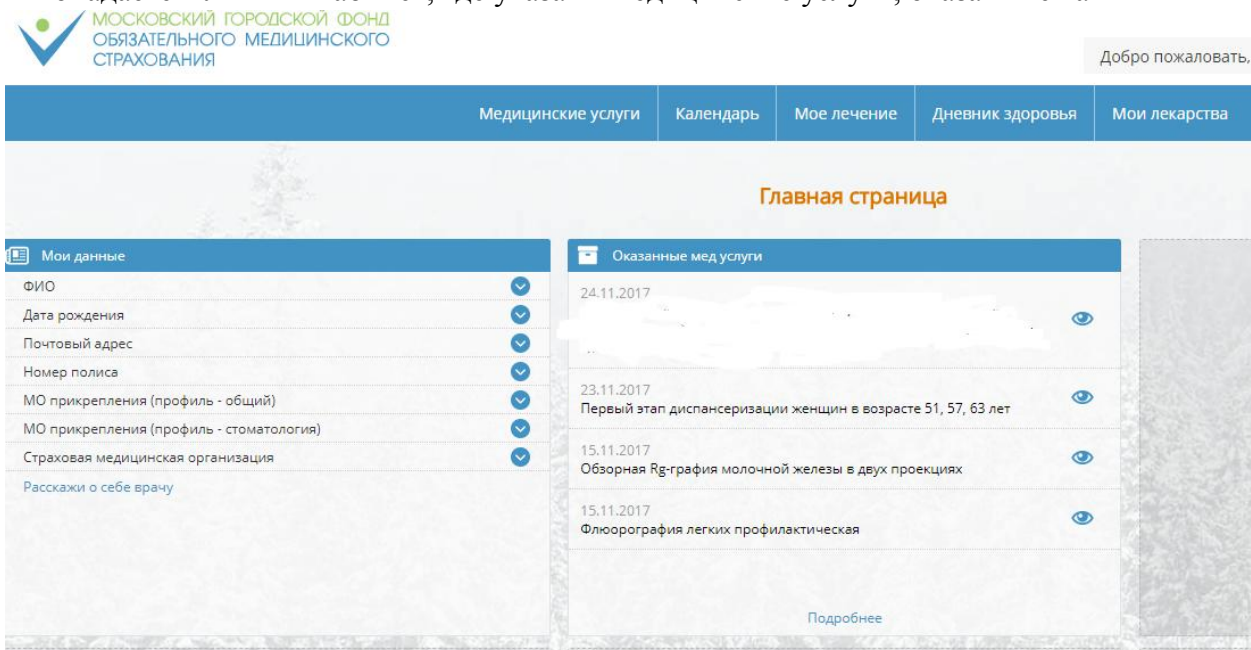 МОСКОВСКИЙ ГОРОДСКОЙ ФОНД
ОБЯЗАТЕЛЬНОГО МЕДИЦИНСКОГО
СТРАХОВАНИЯ
Добро пожаловать,
Медицинские услуги
Календарь
Мое лечение
Дневник здоровья
Мои лекарства
Главная страница
Мои данные
ФИО
Дата рождения
Почтовый адрес
Номер полиса
МО прикрепления (профиль - общий)
МО прикрепления (профиль - стоматология)
Страховая медицинская организация
Расскажи о себе врачу
Оказанные мед услуги
24.11.2017
23.11.2017
Первый этап диспансеризации женщин в возрасте 51, 57, 63 лет
15.11.2017
Обзорная Rg-графия молочной железы в двух проекциях
15.11.2017
Флюорография легких профилактическая
Подробнее